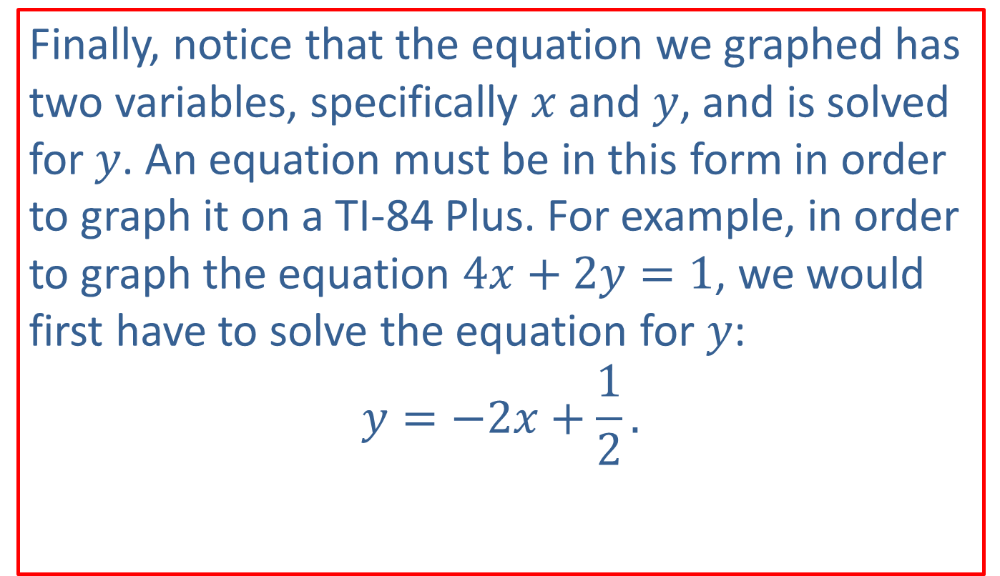 Finally, notice that the equation we graphed has
two variables, specifically x and y, and is solved
for y. An equation must be in this form in order
to graph it on a TI-84 Plus. For example, in order
to graph the equation 4x + 2y = 1, we would
first have to solve the equation for y:
y = −2x + 1/2.